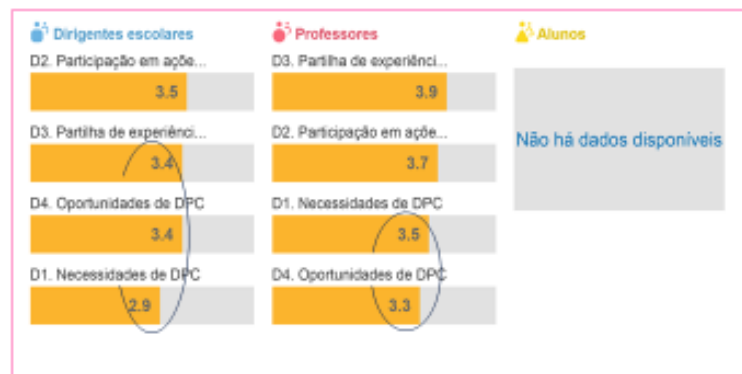 Dirigentes escolares
D2. Participação em açõe...
3.5
D3. Partilha de experiênci...
3.4
D4. Oportunidades de DPC
3.4
D1. Necessidades de DPC
2.9
Professores
D3. Partilha de experiênci...
3.9
D2. Participação em açõe...
3.7
D1. Necessidades de DPC
3.5
D4. Oportunidades de DPC
3.3
Alunos
Não há dados disponíveis